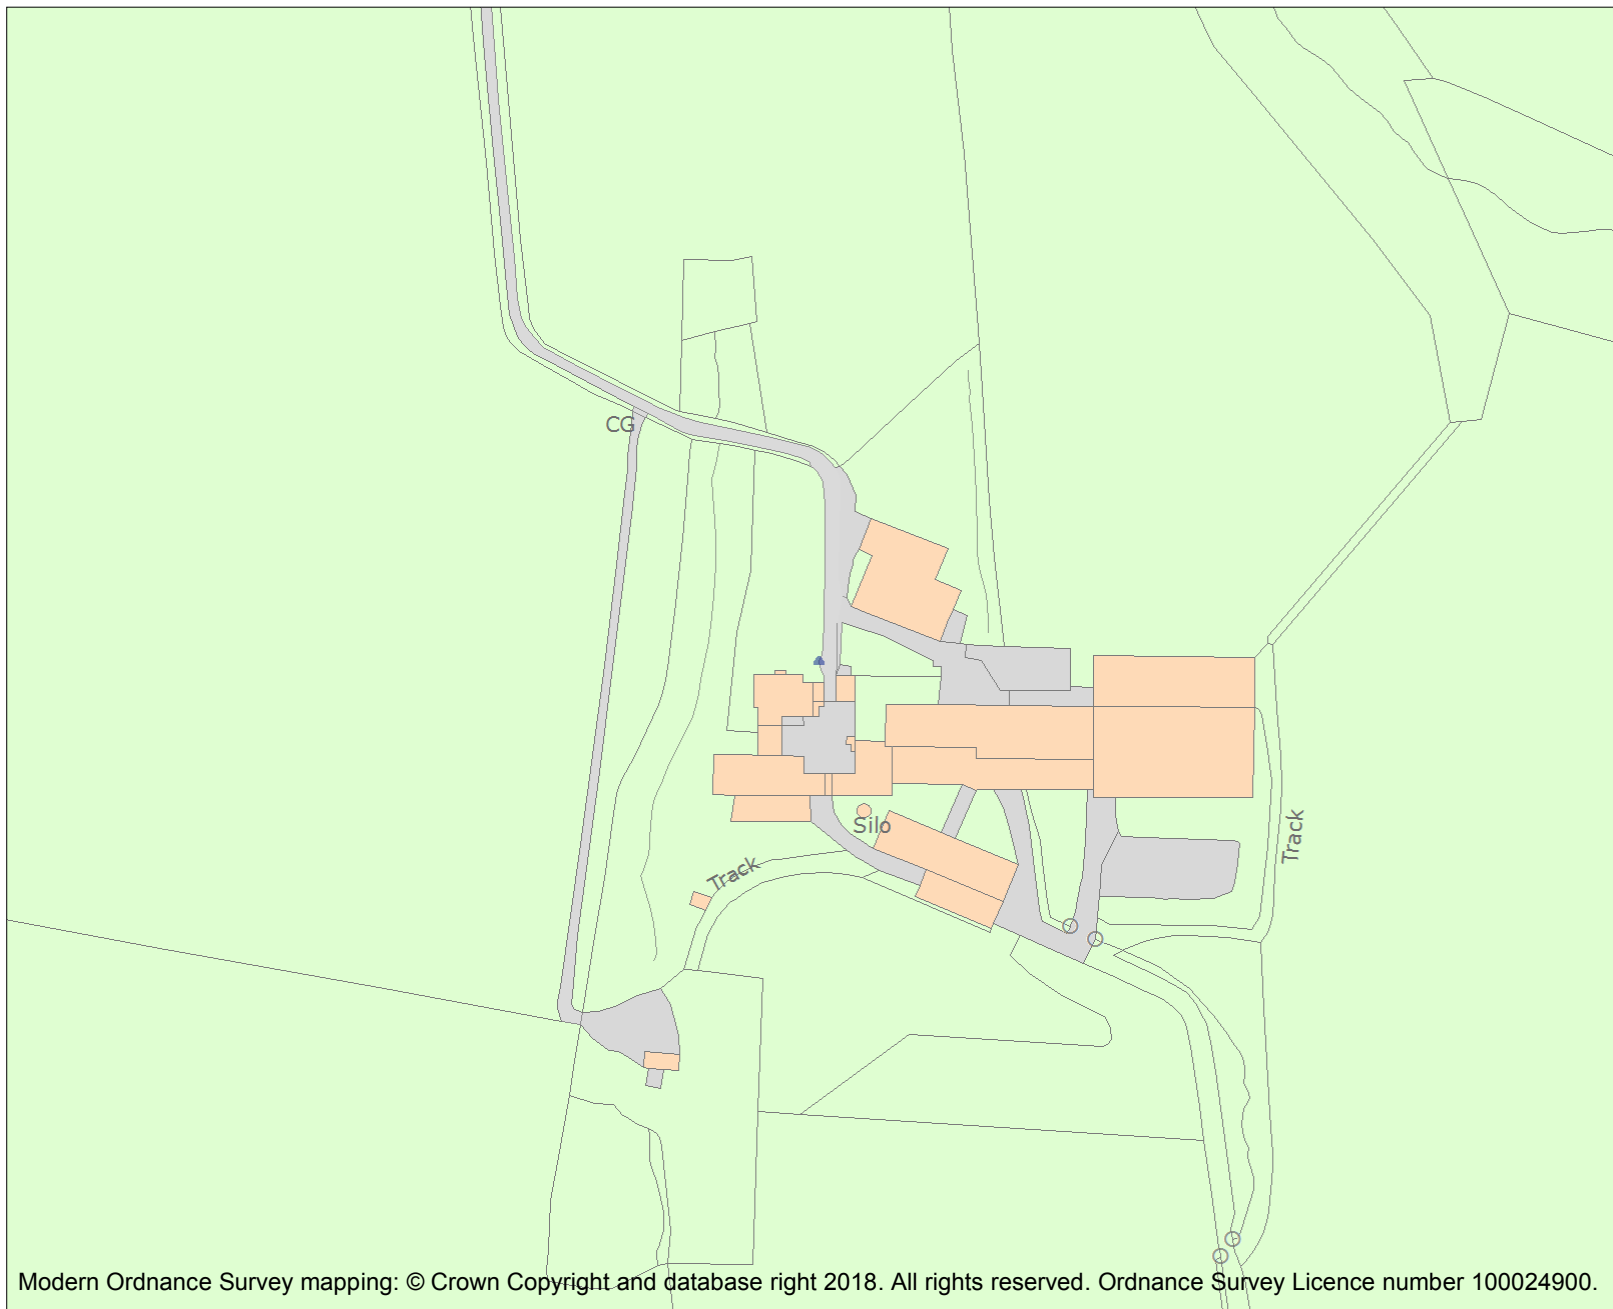 CG
Silo
Track
Track
Modern Ordnance Survey mapping: © Crown Copyright and database right 2018. All rights reserved. Ordnance Survey Licence number 100024900.